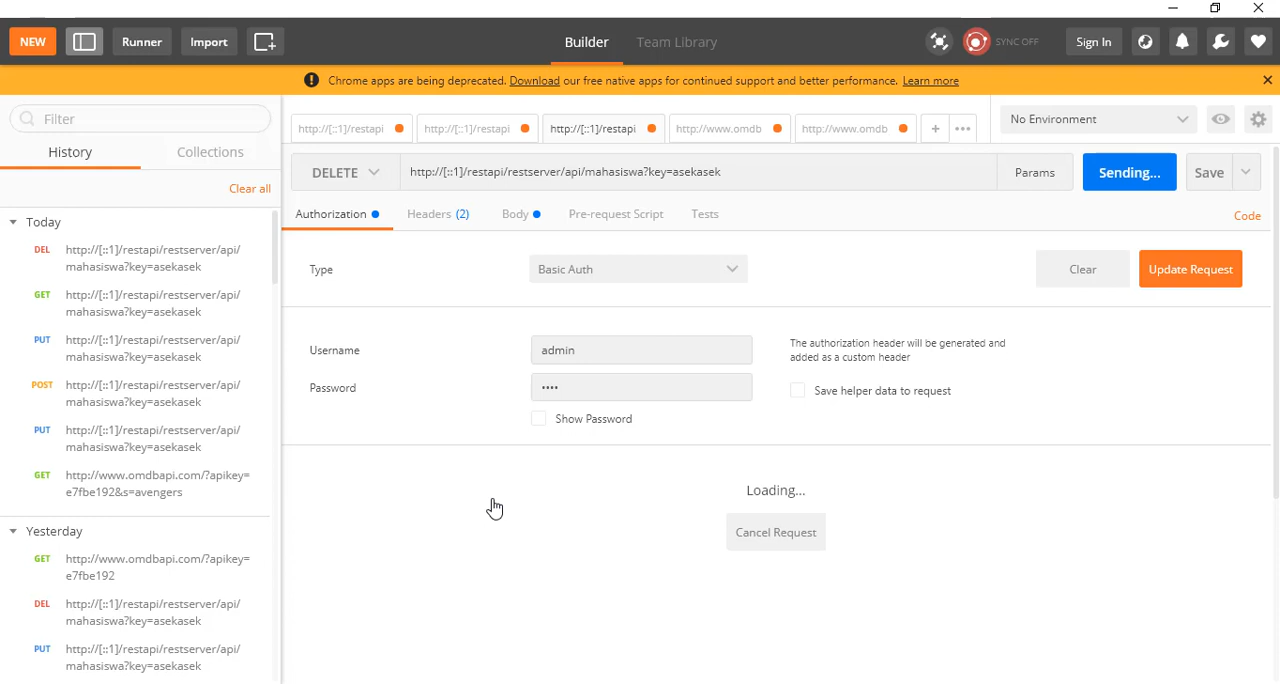 NEW
Runner
Import
Builder
Team Library
SYNC OFF
Sign In
Chrome apps are being deprecated. Download our free native apps for continued support and better performance. Learn more
Filter
History
Collections
Clear all
Today
DEL http://[::1]/restapi/restserver/api/
mahasiswa?key=asekasek
GET http://[::1]/restapi/restserver/api/
mahasiswa?key=asekasek
PUT http://[::1]/restapi/restserver/api/
mahasiswa?key=asekasek
POST http://[::1]/restapi/restserver/api/
mahasiswa?key=asekasek
PUT http://[::1]/restapi/restserver/api/
mahasiswa?key=asekasek
GET http://www.omdbapi.com/?apikey=
e7fbe192&s=avengers
Yesterday
GET http://www.omdbapi.com/?apikey=
e7fbe192
DEL http://[::1]/restapi/restserver/api/
mahasiswa?key=asekasek
PUT http://[::1]/restapi/restserver/api/
mahasiswa?key=asekasek
http://[::1]/restapi
http://[::1]/restapi
http://[::1]/restapi
http://www.omdb
http://www.omdb
No Environment
DELETE
http://[::1]/restapi/restserver/api/mahasiswa?key=asekasek
Params
Sending...
Save
Authorization
Headers (2)
Body
Pre-request Script
Tests
Code
Type
Basic Auth
Clear
Update Request
Username
admin
The authorization header will be generated and
added as a custom header
Password
••••
Save helper data to request
Show Password
Loading...
Cancel Request